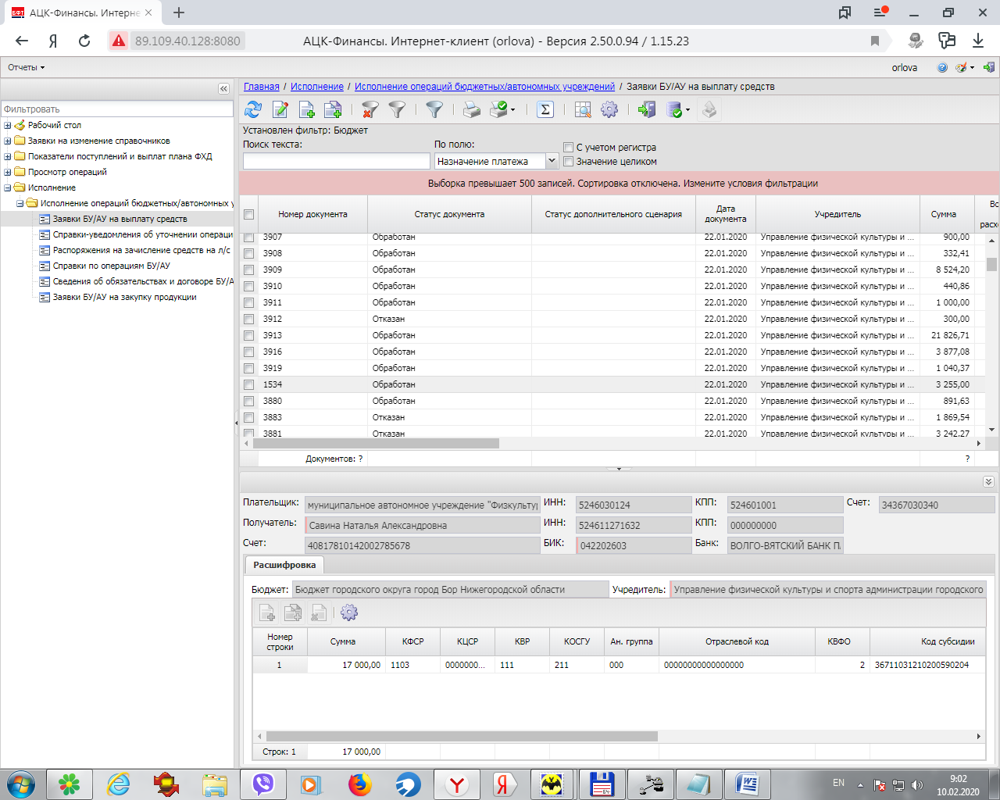 БФТ АЦК-Финансы. Интерне
89.109.40.128:8080 АЦК-Финансы. Интернет-клиент (orlova) - Версия 2.50.0.94 / 1.15.23
Отчеты orlova
Главная / Исполнение / Исполнение операций бюджетных/автономных учреждений / Заявки БУ/АУ на выплату средств
Фильтровать
Рабочий стол
Заявки на изменение справочников
Показатели поступлений и выплат плана ФХД
Просмотр операций
Исполнение
Исполнение операций бюджетных/автономных у
Заявки БУ/АУ на выплату средств
Справки-уведомления об уточнении операци
Распоряжения на зачисление средств на л/с
Справки по операциям БУ/АУ
Сведения об обязательствах и договоре БУ/А
Заявки БУ/АУ на закупку продукции
Установлен фильтр: Бюджет
Поиск текста: По полю: С учетом регистра
Назначение платежа Значение целиком
Выборка превышает 500 записей. Сортировка отключена. Измените условия фильтрации
Номер документа Статус документа Статус дополнительного сценария Дата документа Учредитель Сумма Вс расхо
3907 Обработан 22.01.2020 Управление физической культуры и ... 900,00
3908 Обработан 22.01.2020 Управление физической культуры и ... 332,41
3909 Обработан 22.01.2020 Управление физической культуры и ... 8 524,20
3910 Обработан 22.01.2020 Управление физической культуры и ... 440,86
3911 Обработан 22.01.2020 Управление физической культуры и ... 1 000,00
3912 Отказан 22.01.2020 Управление физической культуры и ... 300,00
3913 Обработан 22.01.2020 Управление физической культуры и ... 21 826,71
3916 Обработан 22.01.2020 Управление физической культуры и ... 3 877,08
3919 Обработан 22.01.2020 Управление физической культуры и ... 1 040,37
1534 Обработан 22.01.2020 Управление физической культуры и ... 3 255,00
3880 Обработан 22.01.2020 Управление физической культуры и ... 891,63
3883 Отказан 22.01.2020 Управление физической культуры и ... 1 869,54
3881 Отказан 22.01.2020 Управление физической культуры и ... 3 242,27
Документов: ? ?
Плательщик: муниципальное автономное учреждение "Физкультур ИНН: 5246030124 КПП: 524601001 Счет: 34367030340
Получатель: Савина Наталья Александровна ИНН: 524611271632 КПП: 000000000
Счет: 40817810142002785678 БИК: 042202603 Банк: ВОЛГО-ВЯТСКИЙ БАНК П
Расшифровка
Бюджет: Бюджет городского округа город Бор Нижегородской области Учредитель: Управление физической культуры и спорта администрации городского
Номер строки Сумма КФСР КЦСР КВР КОСГУ Ан. группа Отраслевой код КВФО Код субсидии
1 17 000,00 1103 0000000... 111 211 000 00000000000000000 2 36711031210200590204
Строк: 1 17 000,00
EN 9:02
10.02.2020